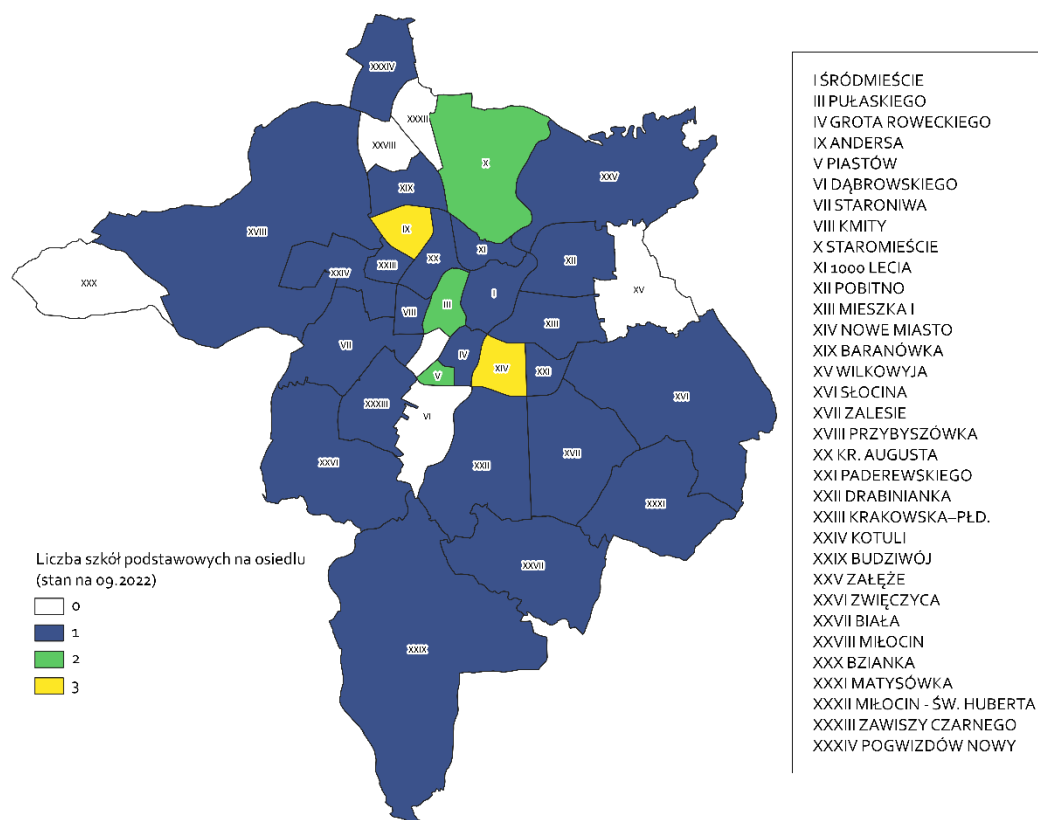 XXXIV
XXXII
XXVIII
X
XXV
XIX
IX
XVIII
XX
XI
XII
XXIII
XXIV
XXX
I
XV
VIII
III
XIII
VII
IV
XIV
XXI
V
XVI
XXXIII
VI
XXVI
XXII
XVII
XXXI
XXVII
XXIX
Liczba szkół podstawowych na osiedlu
(stan na 09.2022)
0
1
2
3
I ŚRÓDMIEŚCIE
III PUŁASKIEGO
IV GROTA ROWECKIEGO
IX ANDERSA
V PIASTÓW
VI DĄBROWSKIEGO
VII STARONIWA
VIII KMITY
X STAROMIEŚCIE
XI 1000 LECIA
XII POBITNO
XIII MIESZKA I
XIV NOWE MIASTO
XIX BARANÓWKA
XV WILKOWYJA
XVI SŁOCINA
XVII ZALESIE
XVIII PRZYBYSZÓWKA
XX KR. AUGUSTA
XXI PADEREWSKIEGO
XXII DRABINIANKA
XXIII KRAKOWSKA–PŁD.
XXIV KOTULI
XXIX BUDZIWÓJ
XXV ZAŁĘŻE
XXVI ZWIĘCZYCA
XXVII BIAŁA
XXVIII MIŁOCIN
XXX BZIANKA
XXXI MATYSÓWKA
XXXII MIŁOCIN - ŚW. HUBERTA
XXXIII ZAWISZY CZARNEGO
XXXIV POGWIZDÓW NOWY